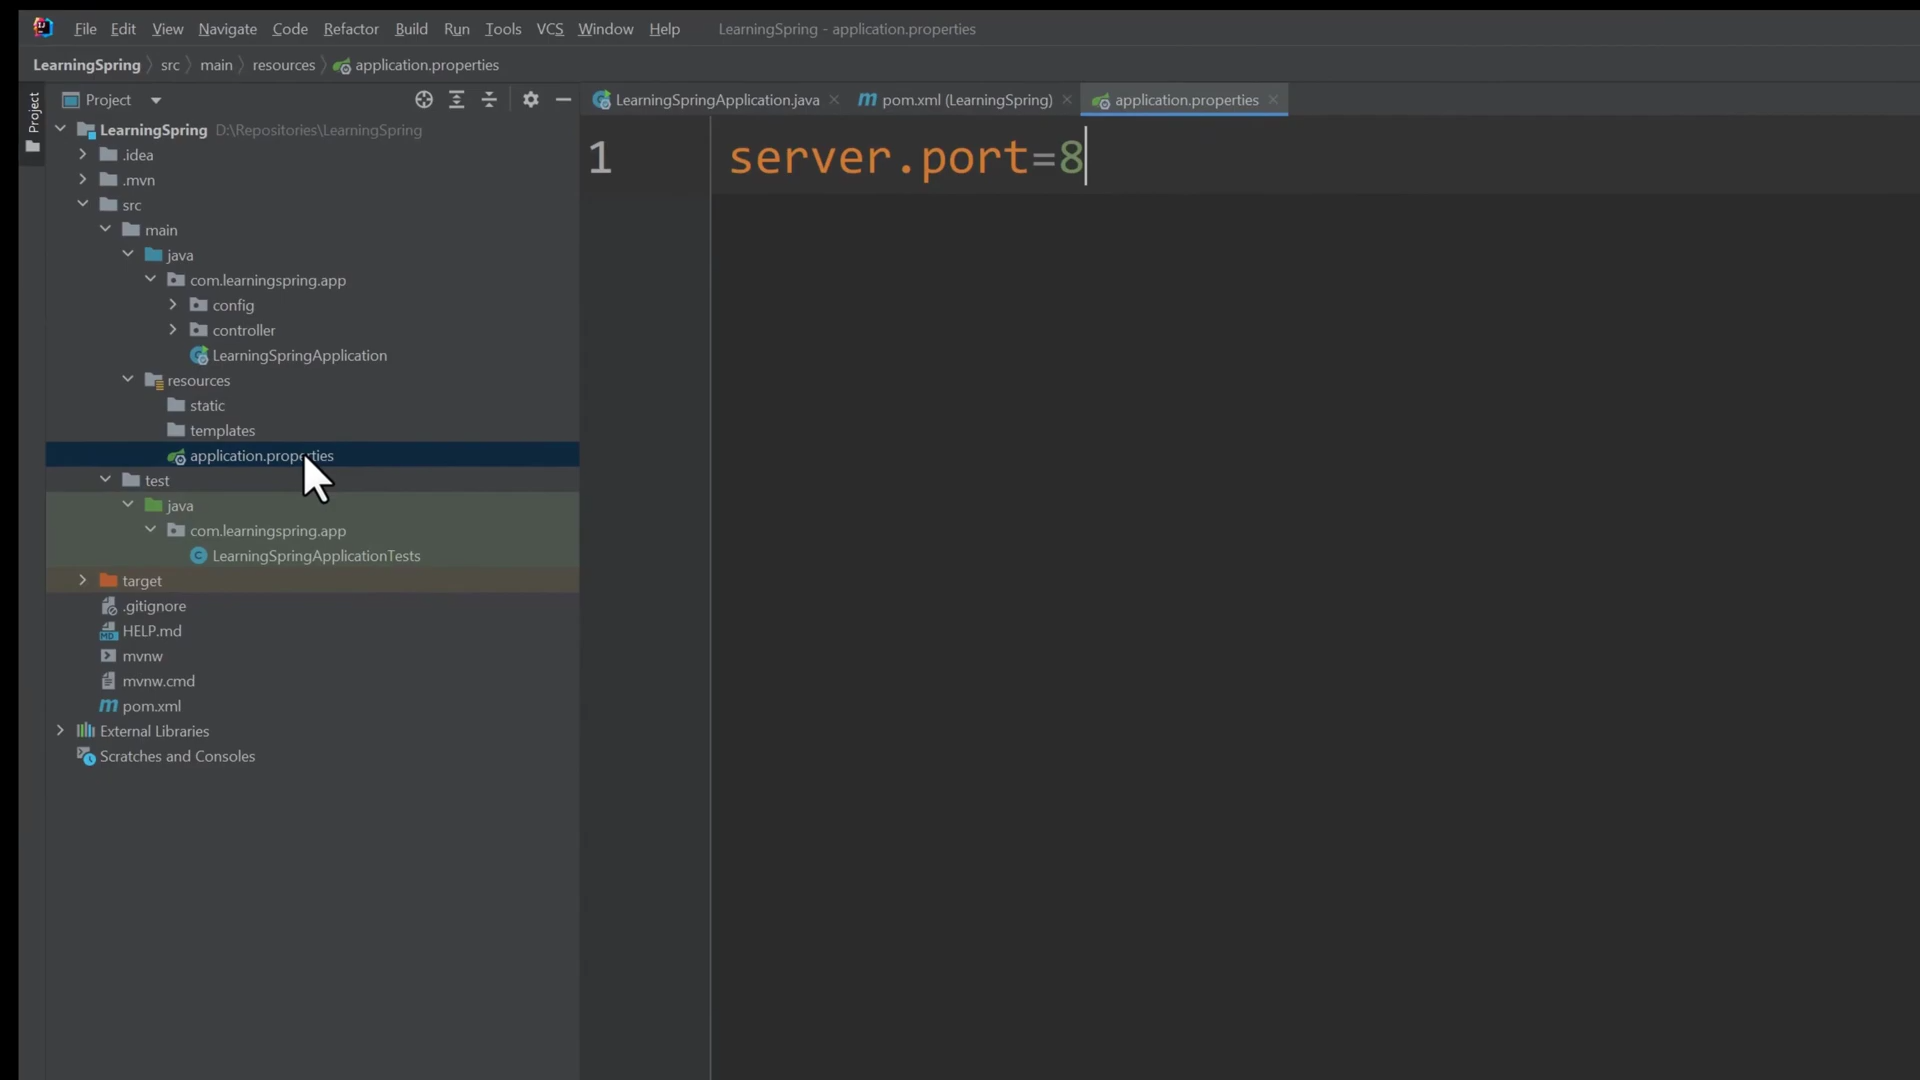 File Edit View Navigate Code Refactor Build Run Tools VCS Window Help LearningSpring - application.properties
LearningSpring src main resources application.properties
Project
Project
LearningSpringApplication.java pom.xml (LearningSpring) application.properties
LearningSpring D:\Repositories\LearningSpring
.idea
.mvn
src
main
java
com.learningspring.app
config
controller
LearningSpringApplication
resources
static
templates
application.properties
test
java
com.learningspring.app
LearningSpringApplicationTests
target
.gitignore
HELP.md
mvnw
mvnw.cmd
pom.xml
External Libraries
Scratches and Consoles
1 server.port=8